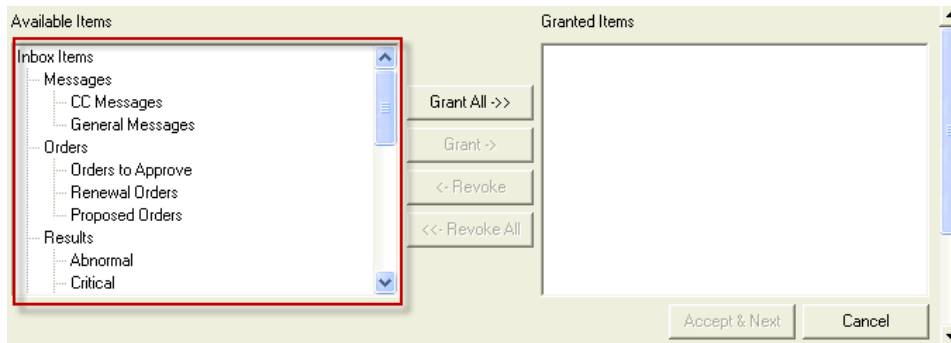 Available Items
Granted Items
Inbox Items
Messages
CC Messages
General Messages
Orders
Orders to Approve
Renewal Orders
Proposed Orders
Results
Abnormal
Critical
Grant All ->>
Grant ->
<- Revoke
<<- Revoke All
Accept & Next
Cancel